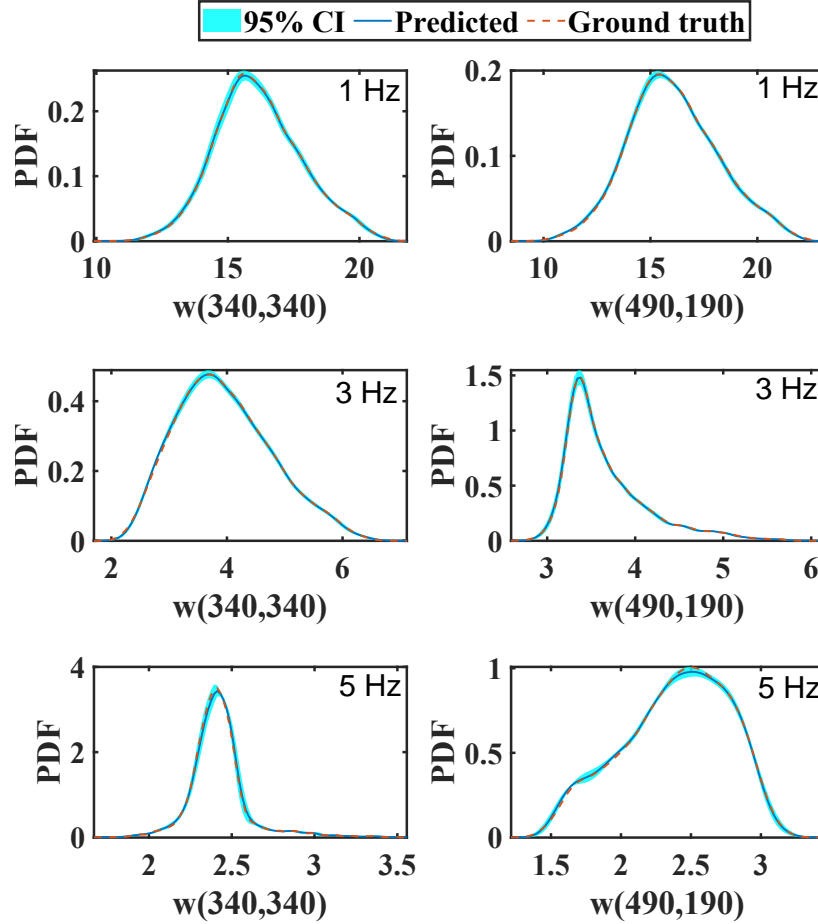 95% CI Predicted Ground truth
1 Hz
0.2
0.1
0
PDF
10 15 20
w(340,340)
1 Hz
0.2
0.1
0
PDF
10 15 20
w(490,190)
3 Hz
0.4
0.2
0
PDF
2 4 6
w(340,340)
3 Hz
1.5
1
0.5
0
PDF
3 4 5 6
w(490,190)
5 Hz
4
2
0
PDF
2 2.5 3 3.5
w(340,340)
5 Hz
1
0.5
0
PDF
1.5 2 2.5 3
w(490,190)